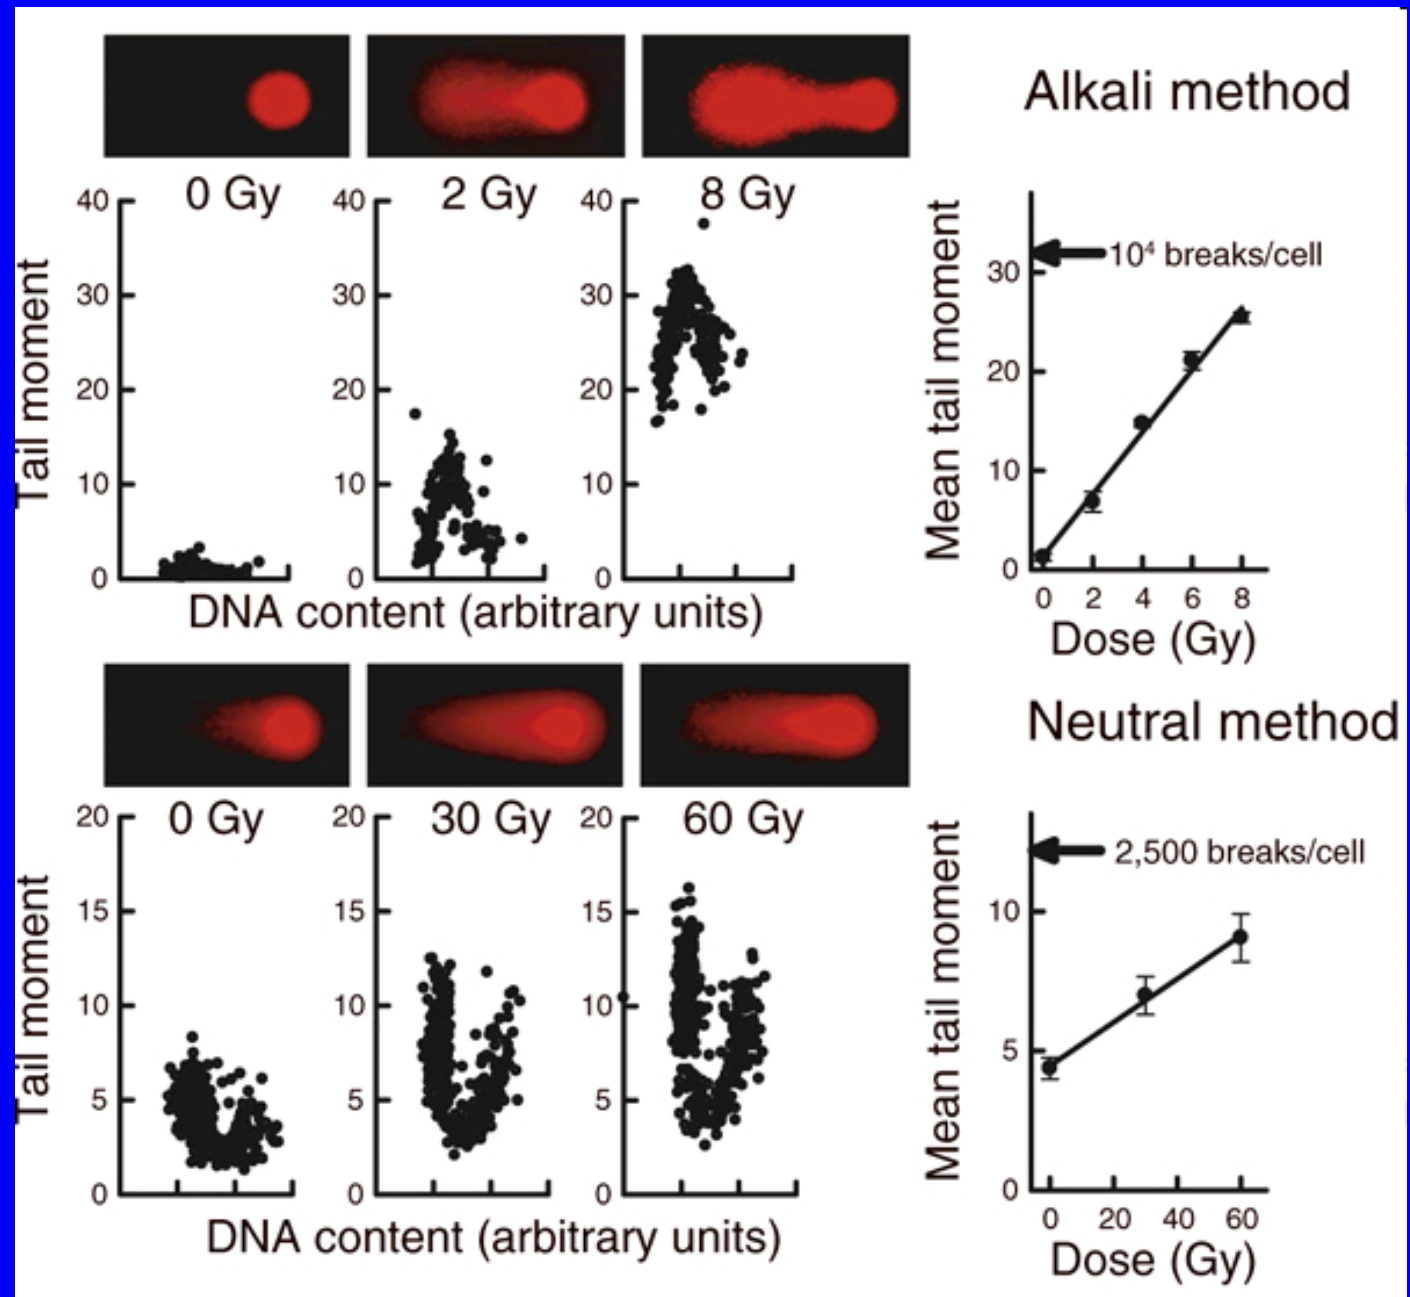 Alkali method
0 Gy
2 Gy
8 Gy
40
30
20
10
0
Tail moment
40
30
20
10
0
40
30
20
10
0
DNA content (arbitrary units)
Mean tail moment
10⁴ breaks/cell
30
20
10
0
0 2 4 6 8
Dose (Gy)
Neutral method
0 Gy
30 Gy
60 Gy
20
15
10
5
0
Tail moment
20
15
10
5
0
20
15
10
5
0
DNA content (arbitrary units)
Mean tail moment
2,500 breaks/cell
10
5
0
0 20 40 60
Dose (Gy)